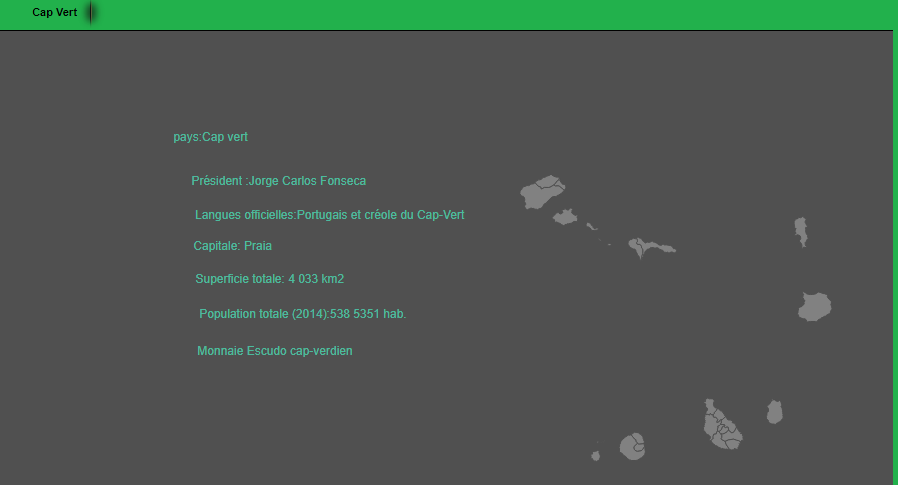 Cap Vert
pays:Cap vert
Président :Jorge Carlos Fonseca
Langues officielles:Portugais et créole du Cap-Vert
Capitale: Praia
Superficie totale: 4 033 km2
Population totale (2014):538 5351 hab.
Monnaie Escudo cap-verdien